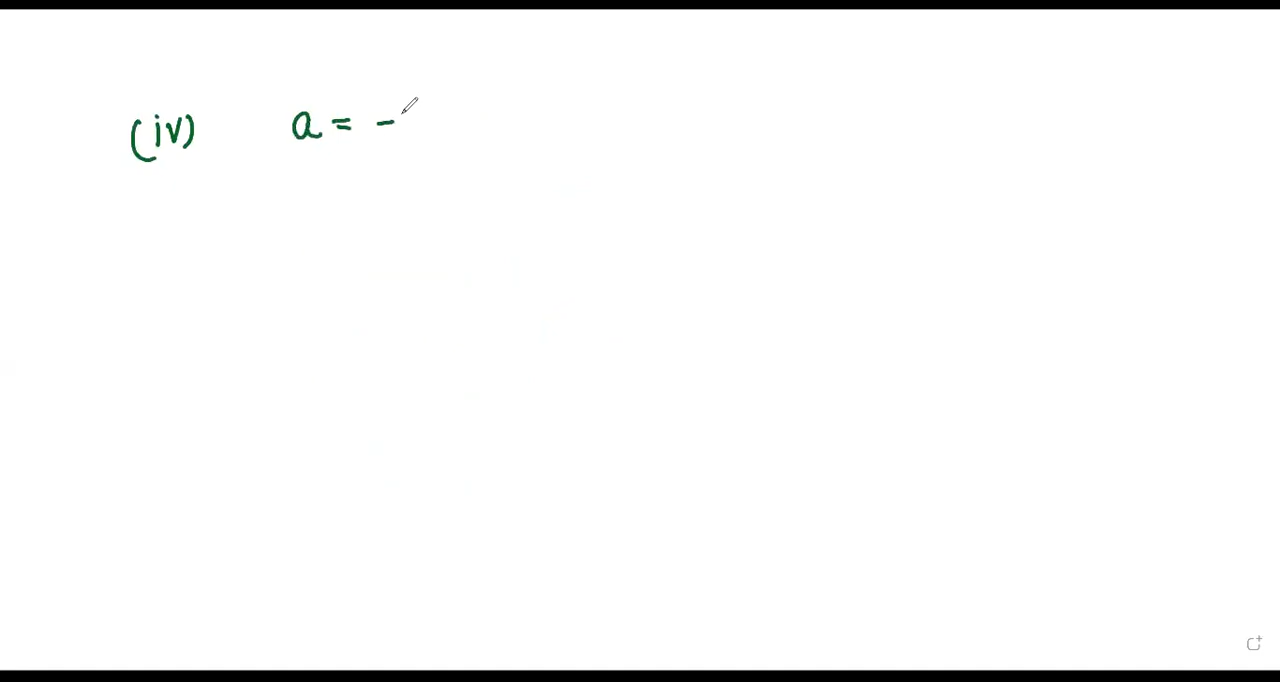 (iv) a = -